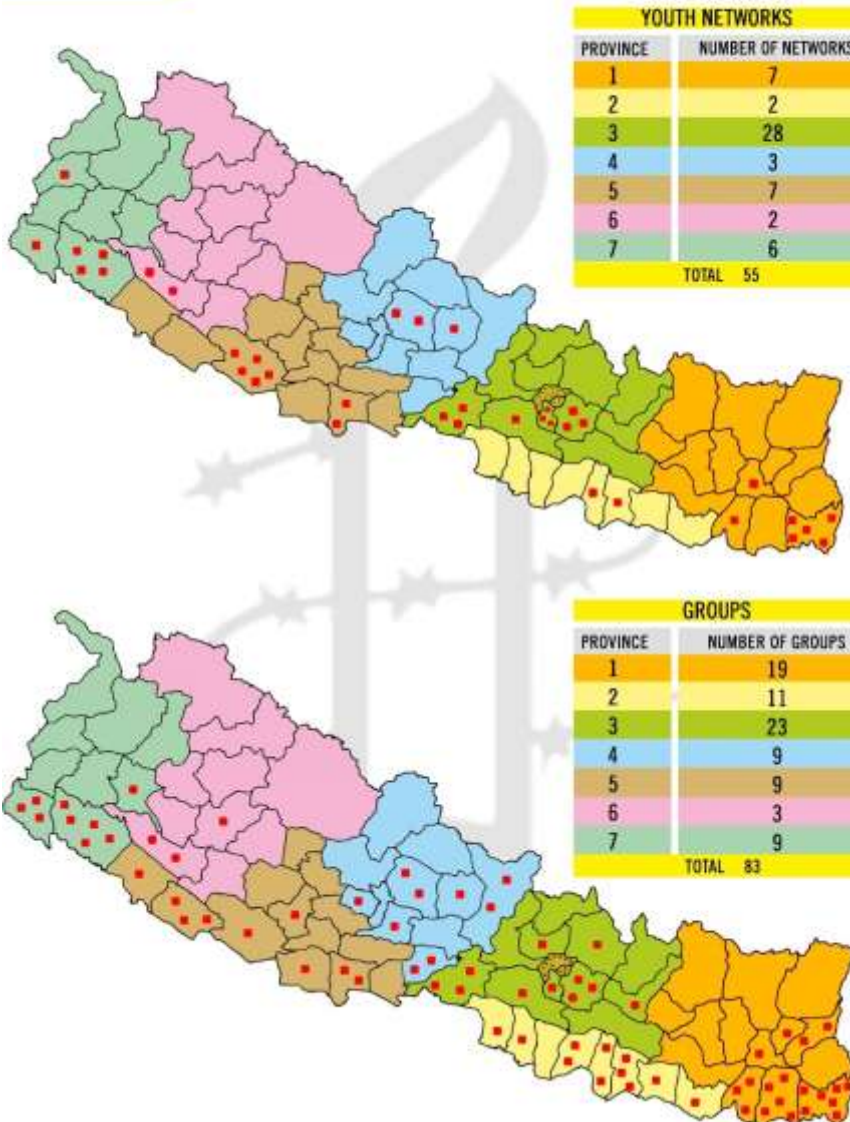 YOUTH NETWORKS
PROVINCE NUMBER OF NETWORKS
1 7
2 2
3 28
4 3
5 7
6 2
7 6
TOTAL 55
GROUPS
PROVINCE NUMBER OF GROUPS
1 19
2 11
3 23
4 9
5 9
6 3
7 9
TOTAL 83